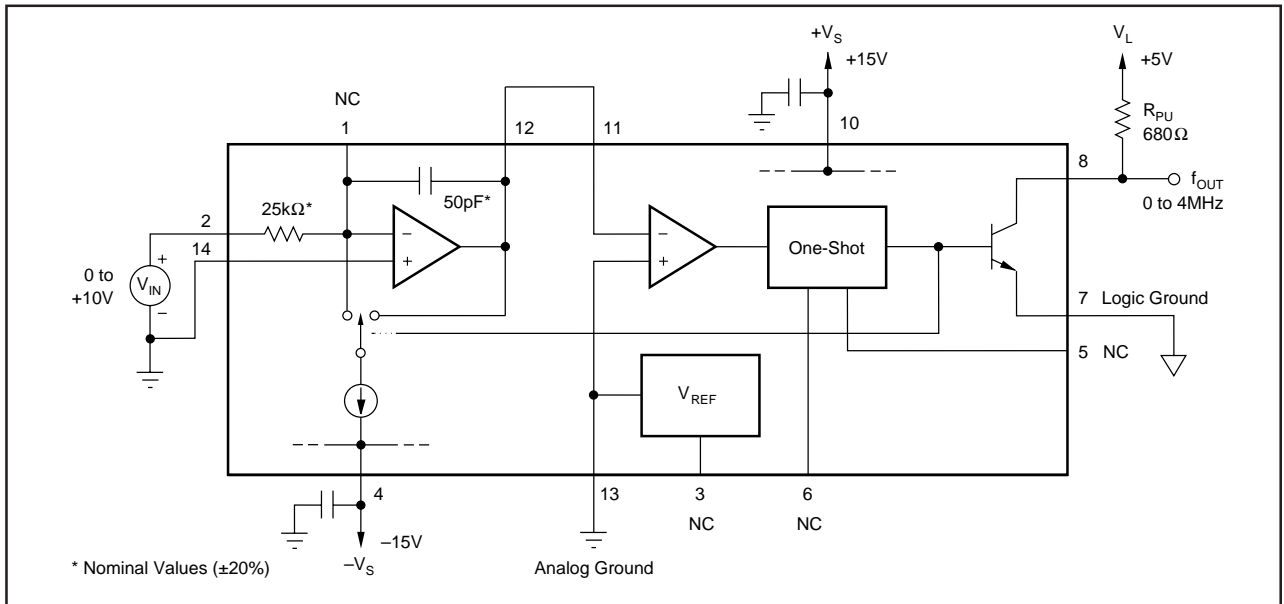 +V_S
+15V
V_L
+5V
R_PU
680Ω
NC
1
12
11
10
8
f_OUT
0 to 4MHz
50pF*
25kΩ*
2
14
–
+
–
+
One-Shot
0 to
+10V
V_IN
+
–
7
Logic Ground
5
NC
V_REF
4
13
3
6
NC
NC
–15V
–V_S
* Nominal Values (±20%)
Analog Ground